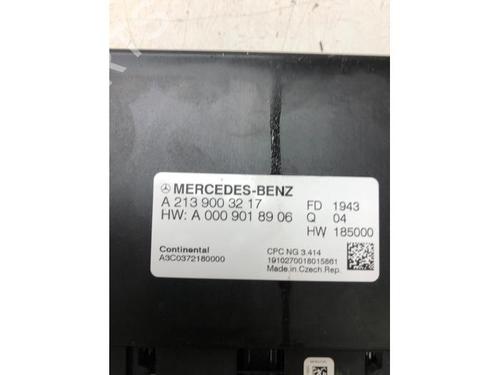 MERCEDES-BENZ
A 213 900 32 17
HW: A 000 901 89 06
FD 1943
Q 04
HW 185000
Continental
A3C0372180000
CPC NG 3.414
1910270018015861
Made.in.Czech.Rep.